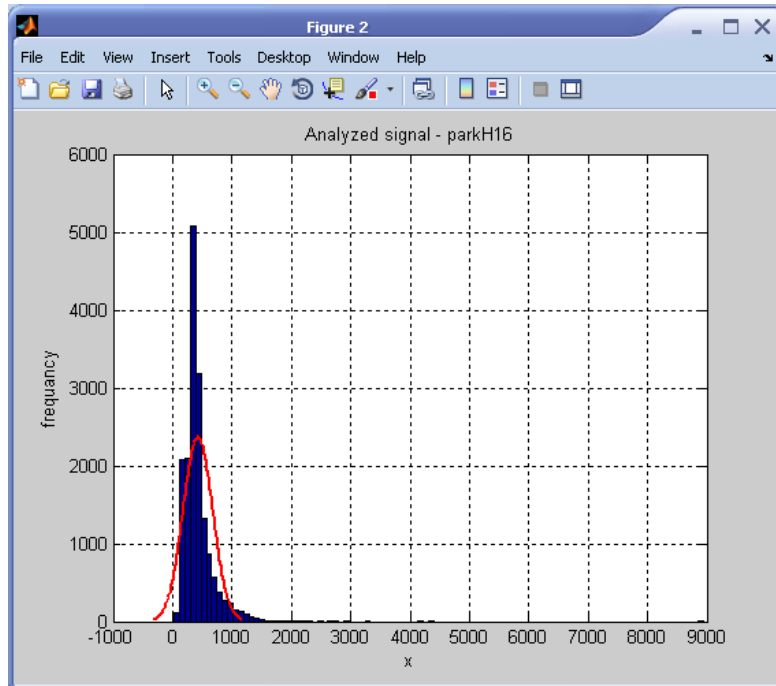 Figure 2
File Edit View Insert Tools Desktop Window Help
Analyzed signal - parkH16
6000
5000
4000
3000
2000
1000
0
frequancy
-1000 0 1000 2000 3000 4000 5000 6000 7000 8000 9000
x